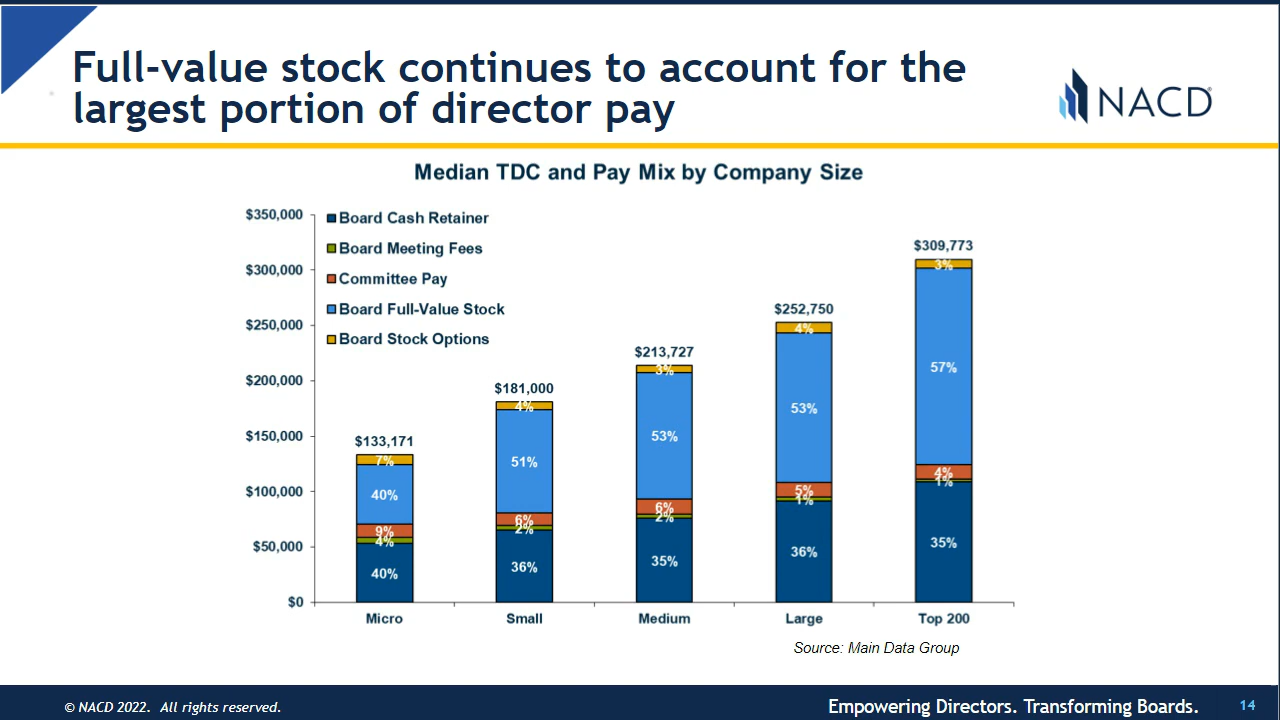 Full-value stock continues to account for the
largest portion of director pay
NACD
Median TDC and Pay Mix by Company Size
$350,000
$300,000
$250,000
$200,000
$150,000
$100,000
$50,000
$0
Board Cash Retainer
Board Meeting Fees
Committee Pay
Board Full-Value Stock
Board Stock Options
$133,171
7%
40%
9%
4%
40%
Micro
$181,000
4%
51%
6%
2%
36%
Small
$213,727
3%
53%
6%
2%
35%
Medium
$252,750
4%
53%
5%
1%
36%
Large
$309,773
3%
57%
4%
1%
35%
Top 200
Source: Main Data Group
© NACD 2022. All rights reserved.
Empowering Directors. Transforming Boards.
14